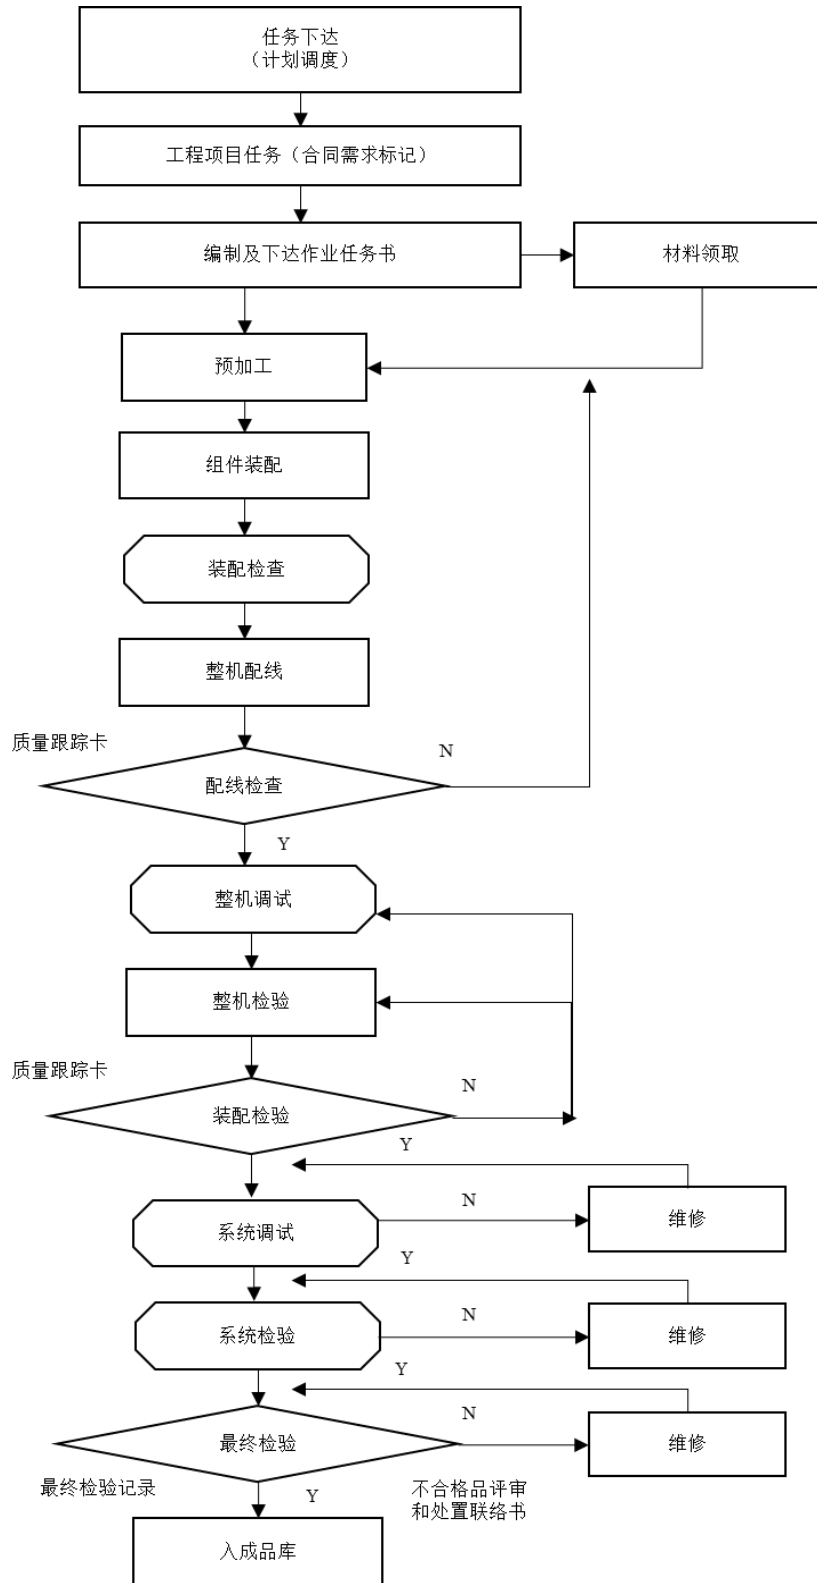 任务下达
（计划调度）
工程项目任务（合同需求标记）
编制及下达作业任务书
材料领取
预加工
组件装配
装配检查
整机配线
质量跟踪卡
N
配线检查
Y
整机调试
整机检验
质量跟踪卡
N
装配检验
Y
N
系统调试
维修
Y
N
系统检验
维修
Y
N
最终检验
维修
最终检验记录
Y
不合格品评审
和处置联络书
入成品库